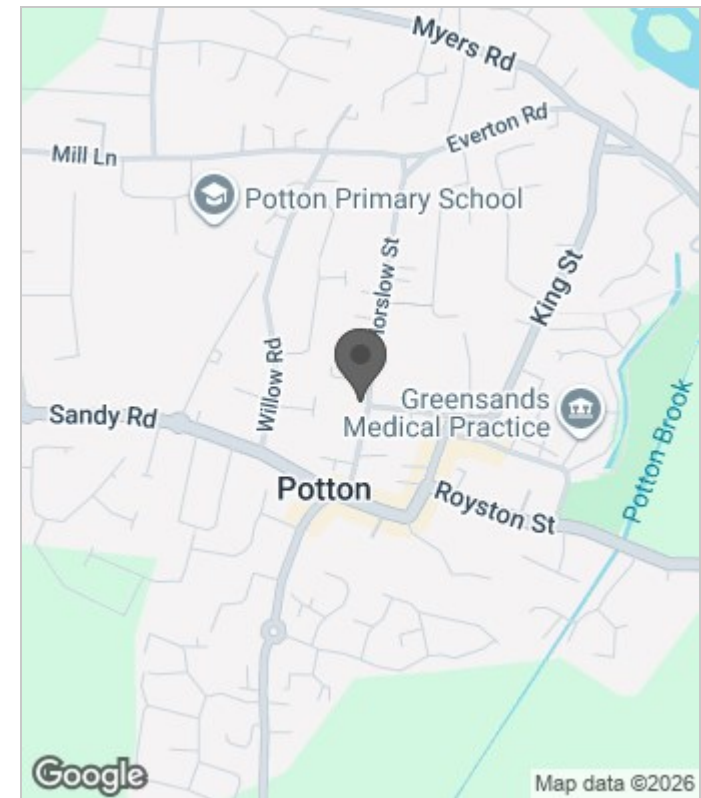 Myers Rd
Everton Rd
Mill Ln
Potton Primary School
King St
Willow Rd
Greensands
Medical Practice
Sandy Rd
Potton Brook
Potton
Royston St
Google
Map data ©2026